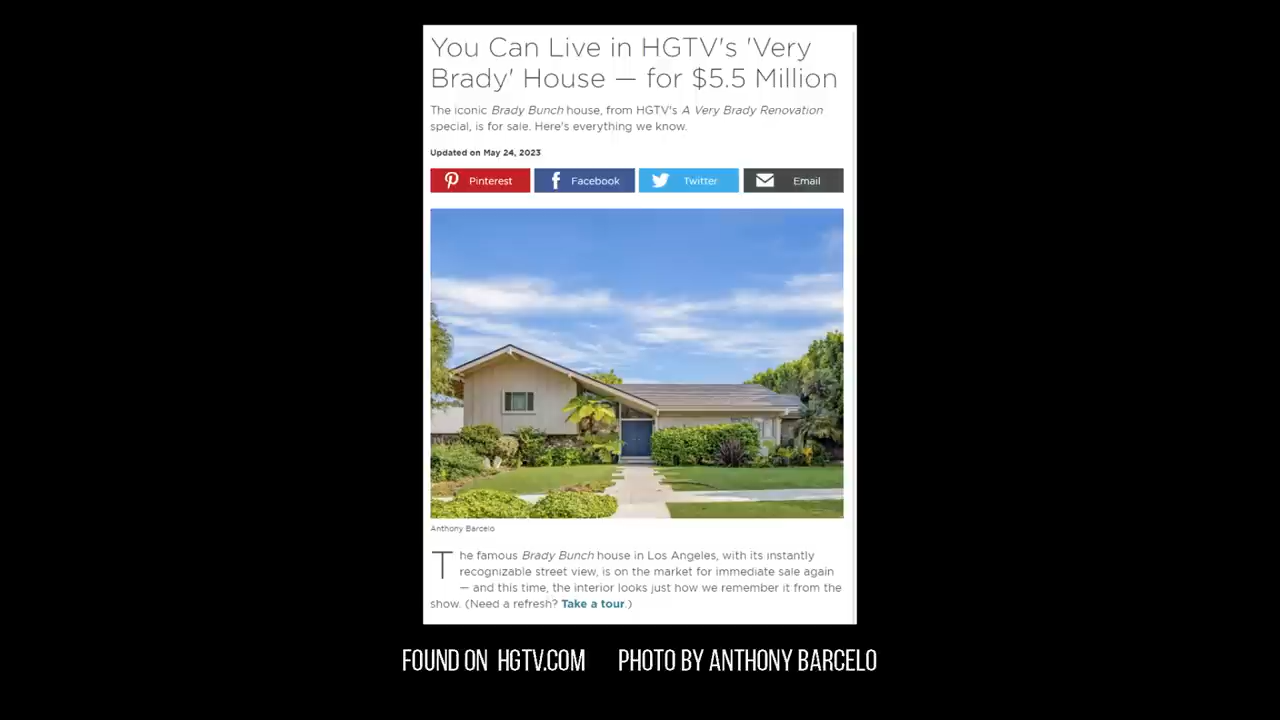 You Can Live in HGTV's 'Very
Brady' House — for $5.5 Million
The iconic Brady Bunch house, from HGTV's A Very Brady Renovation
special, is for sale. Here's everything we know.
Updated on May 24, 2023
Pinterest
Facebook
Twitter
Email
Anthony Barcelo
The famous Brady Bunch house in Los Angeles, with its instantly
recognizable street view, is on the market for immediate sale again
— and this time, the interior looks just how we remember it from the
show. (Need a refresh? Take a tour.)
FOUND ON HGTV.COM
PHOTO BY ANTHONY BARCELO